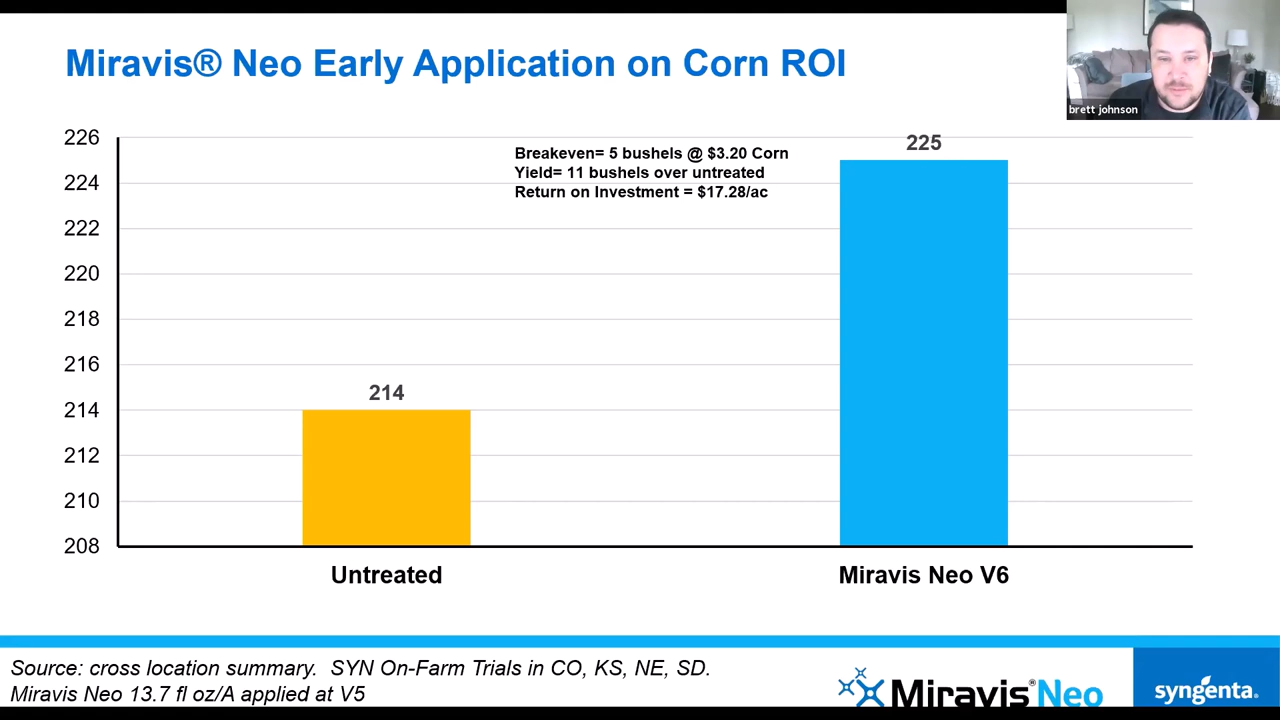 Miravis® Neo Early Application on Corn ROI
brett johnson
226
224
222
220
218
216
214
212
210
208
Breakeven= 5 bushels @ $3.20 Corn
Yield= 11 bushels over untreated
Return on Investment = $17.28/ac
214
225
Untreated
Miravis Neo V6
Source: cross location summary.  SYN On-Farm Trials in CO, KS, NE, SD.
Miravis Neo 13.7 fl oz/A applied at V5
Miravis® Neo
syngenta.